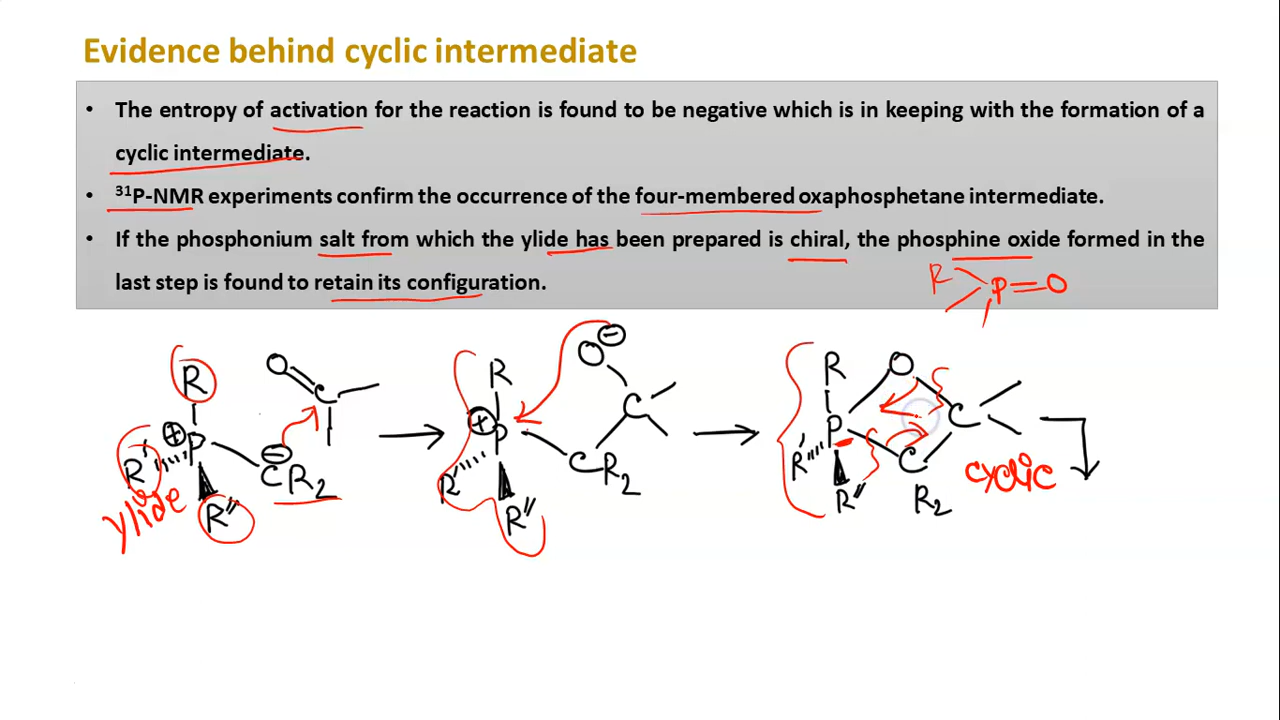 Evidence behind cyclic intermediate
• The entropy of activation for the reaction is found to be negative which is in keeping with the formation of a
cyclic intermediate.
• ³¹P-NMR experiments confirm the occurrence of the four-membered oxaphosphetane intermediate.
• If the phosphonium salt from which the ylide has been prepared is chiral, the phosphine oxide formed in the
last step is found to retain its configuration.
R P=O
R O C ⊕ P R' R'' ⊖ CR₂ ylide
R O ⊖ C ⊕ P R' R'' CR₂
R O P C R' R'' C R₂ cyclic